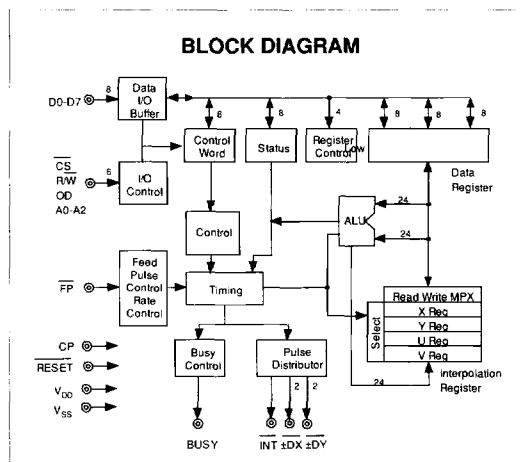 BLOCK DIAGRAM
D0-D7
8
Data
I/O
Buffer
8
8
4
8
8
8
Control
Word
Status
Register
Control
Low
Data
Register
CS
R/W
OD
A0-A2
6
I/O
Control
Control
ALU
24
24
FP
Feed
Pulse
Control
Rate
Control
Timing
Select
Read Write MPX
X Reg
Y Reg
U Reg
V Reg
Interpolation
Register
24
CP
RESET
VDD
VSS
Busy
Control
Pulse
Distributor
2
2
BUSY
INT
±DX
±DY